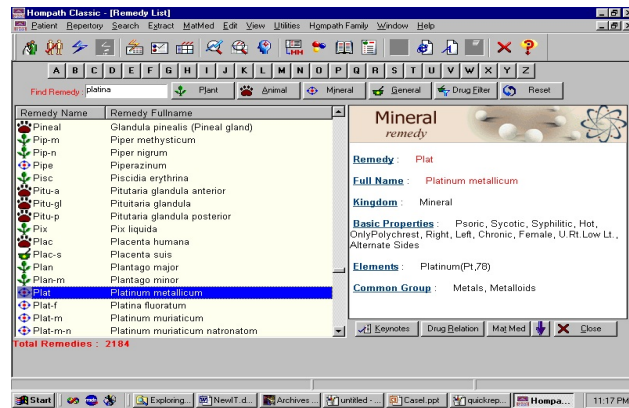 Hompath Classic - [Remedy List]
Patient Repertory Search Extract MatMed Edit View Utilities Hompath Family Window Help
A B C D E F G H I J K L M N O P Q R S T U V W X Y Z
Find Remedy: platina Plant Animal Mineral General Drug Filter Reset
Remedy Name Remedy Fullname
Pineal Glandula pinealis (Pineal gland)
Pip-m Piper methysticum
Pip-n Piper nigrum
Pipe Piperazinum
Pisc Piscidia erythrina
Pitu-a Pitutaria glandula anterior
Pitu-gl Pituitaria glandula
Pitu-p Pitutaria glandula posterior
Pix Pix liquida
Plac Placenta humana
Plac-s Placenta suis
Plan Plantago major
Plan-m Plantago minor
Plat Platinum metallicum
Plat-f Platina fluoratum
Plat-m Platinum muriaticum
Plat-m-n Platinum muriaticum natronatom
Total Remedies : 2184
Mineral
remedy
Remedy : Plat
Full Name : Platinum metallicum
Kingdom : Mineral
Basic Properties : Psoric, Sycotic, Syphilitic, Hot,
OnlyPolychrest, Right, Left, Chronic, Female, U.Rt.Low Lt.,
Alternate Sides
Elements : Platinum(Pt,78)
Common Group : Metals, Metalloids
Keynotes Drug Relation Mat Med Close
Start msn Exploring... NewIT.d... Archives ... untitled - ... Casel.ppt quickrep... Hompa... 11:17 PM